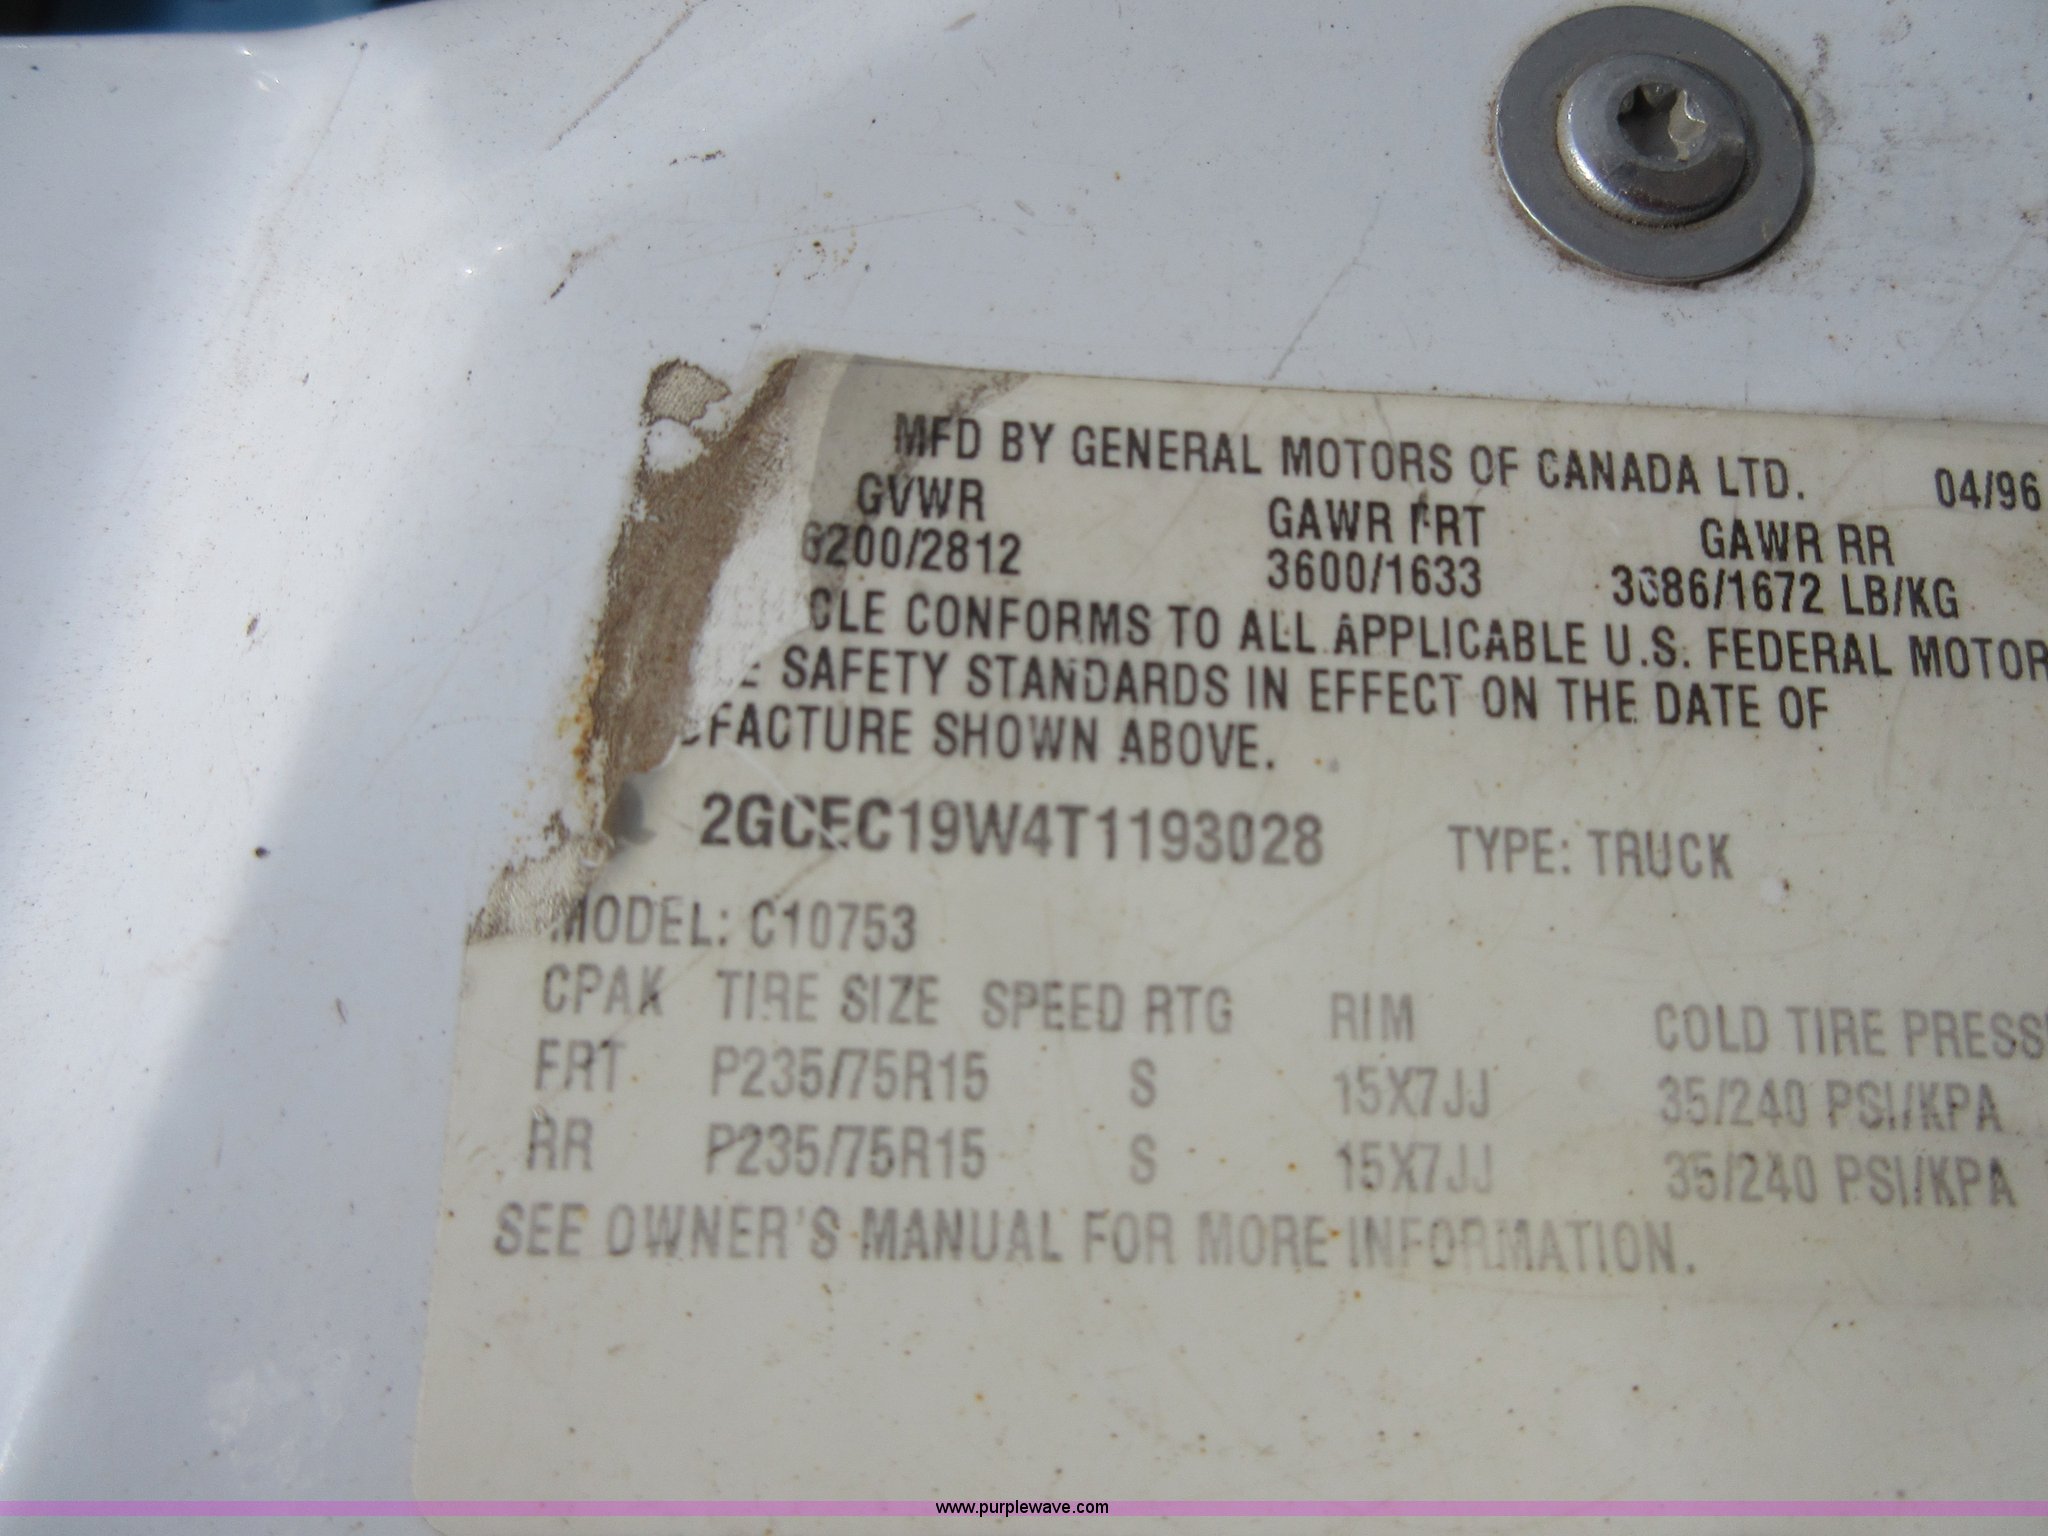 MFD BY GENERAL MOTORS OF CANADA LTD. 04/96
GVWR GAWR FRT GAWR RR
6200/2812 3600/1633 3686/1672 LB/KG
CLE CONFORMS TO ALL APPLICABLE U.S. FEDERAL MOTOR
E SAFETY STANDARDS IN EFFECT ON THE DATE OF
FACTURE SHOWN ABOVE.
2GCEC19W4T1193028 TYPE: TRUCK
MODEL: C10753
CPAK TIRE SIZE SPEED RTG RIM COLD TIRE PRESS
FRT P235/75R15 S 15X7JJ 35/240 PSI/KPA
RR P235/75R15 S 15X7JJ 35/240 PSI/KPA
SEE OWNER'S MANUAL FOR MORE INFORMATION.
www.purplewave.com